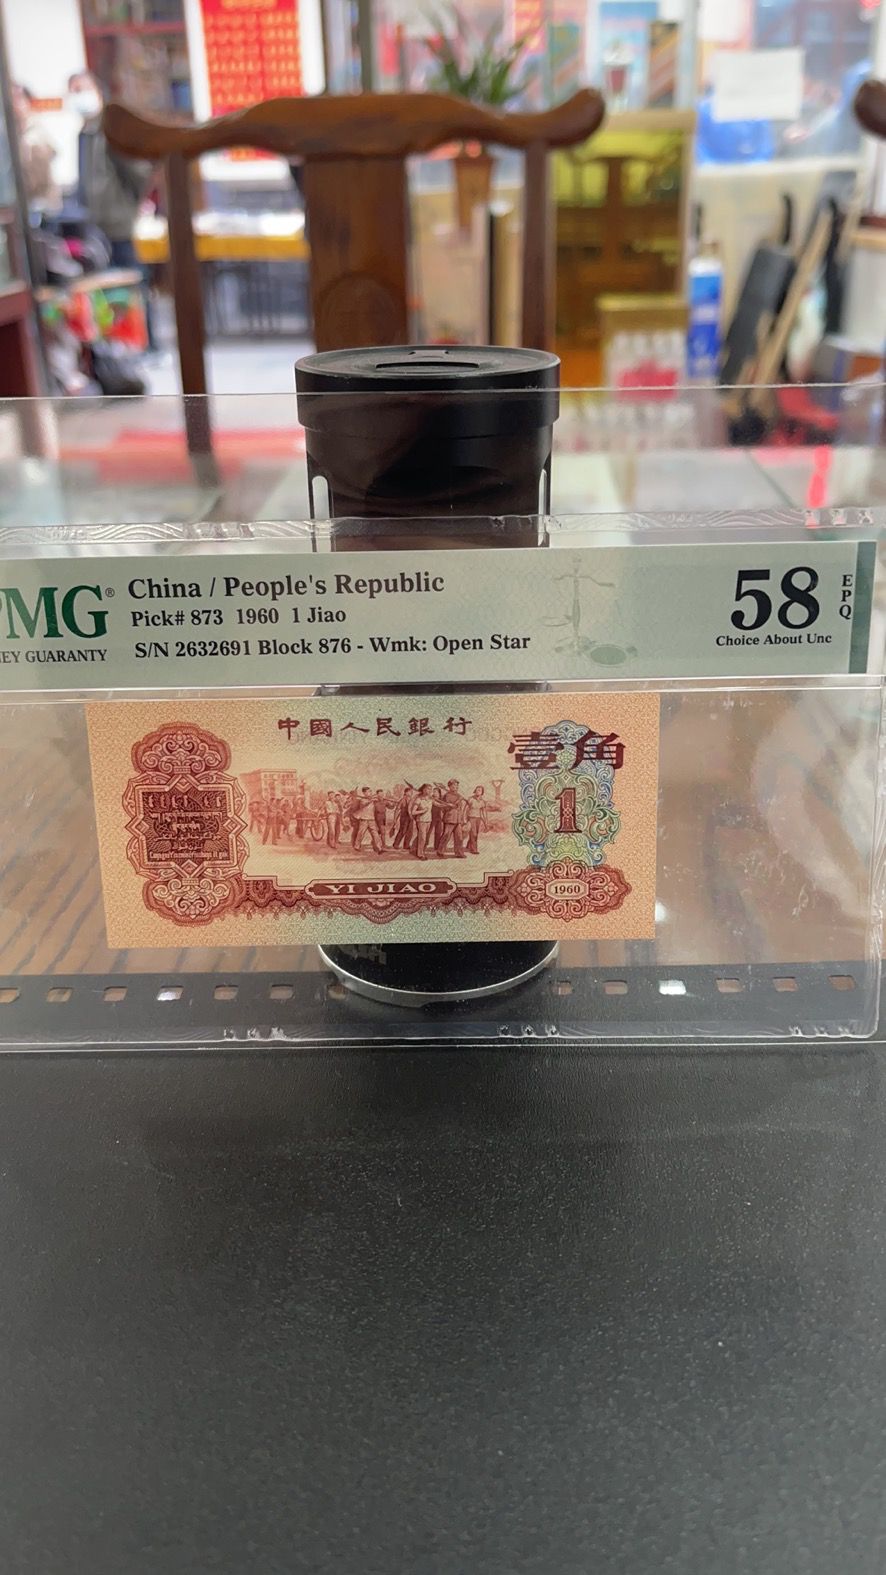 PMG®
EY GUARANTY
China / People's Republic
Pick# 873 1960 1 Jiao
S/N 2632691 Block 876 - Wmk: Open Star
58
EPQ
Choice About Unc
中國人民銀行
壹角
1
YI JIAO
1960